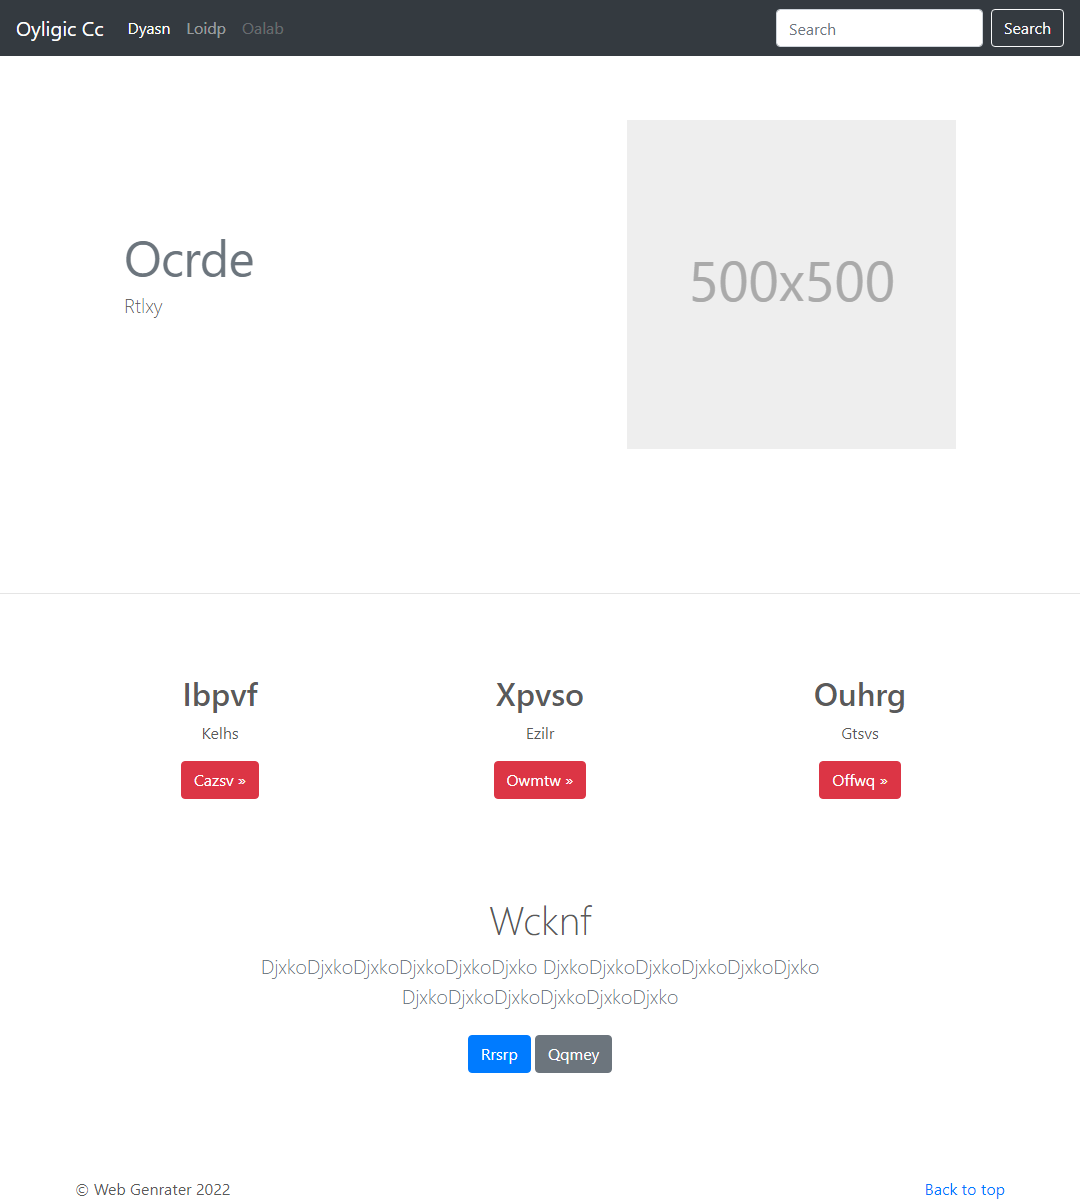 Oyligic Cc Dyasn Loidp Oalab Search Search
Ocrde
Rtlxy
500x500
Ibpvf Xpvso Ouhrg
Kelhs Ezilr Gtsvs
Cazsv » Owmtw » Offwq »
Wcknf
DjxkoDjxkoDjxkoDjxkoDjxkoDjxko DjxkoDjxkoDjxkoDjxkoDjxkoDjxko
DjxkoDjxkoDjxkoDjxkoDjxkoDjxko
Rrsrp Qqmey
© Web Genrater 2022 Back to top